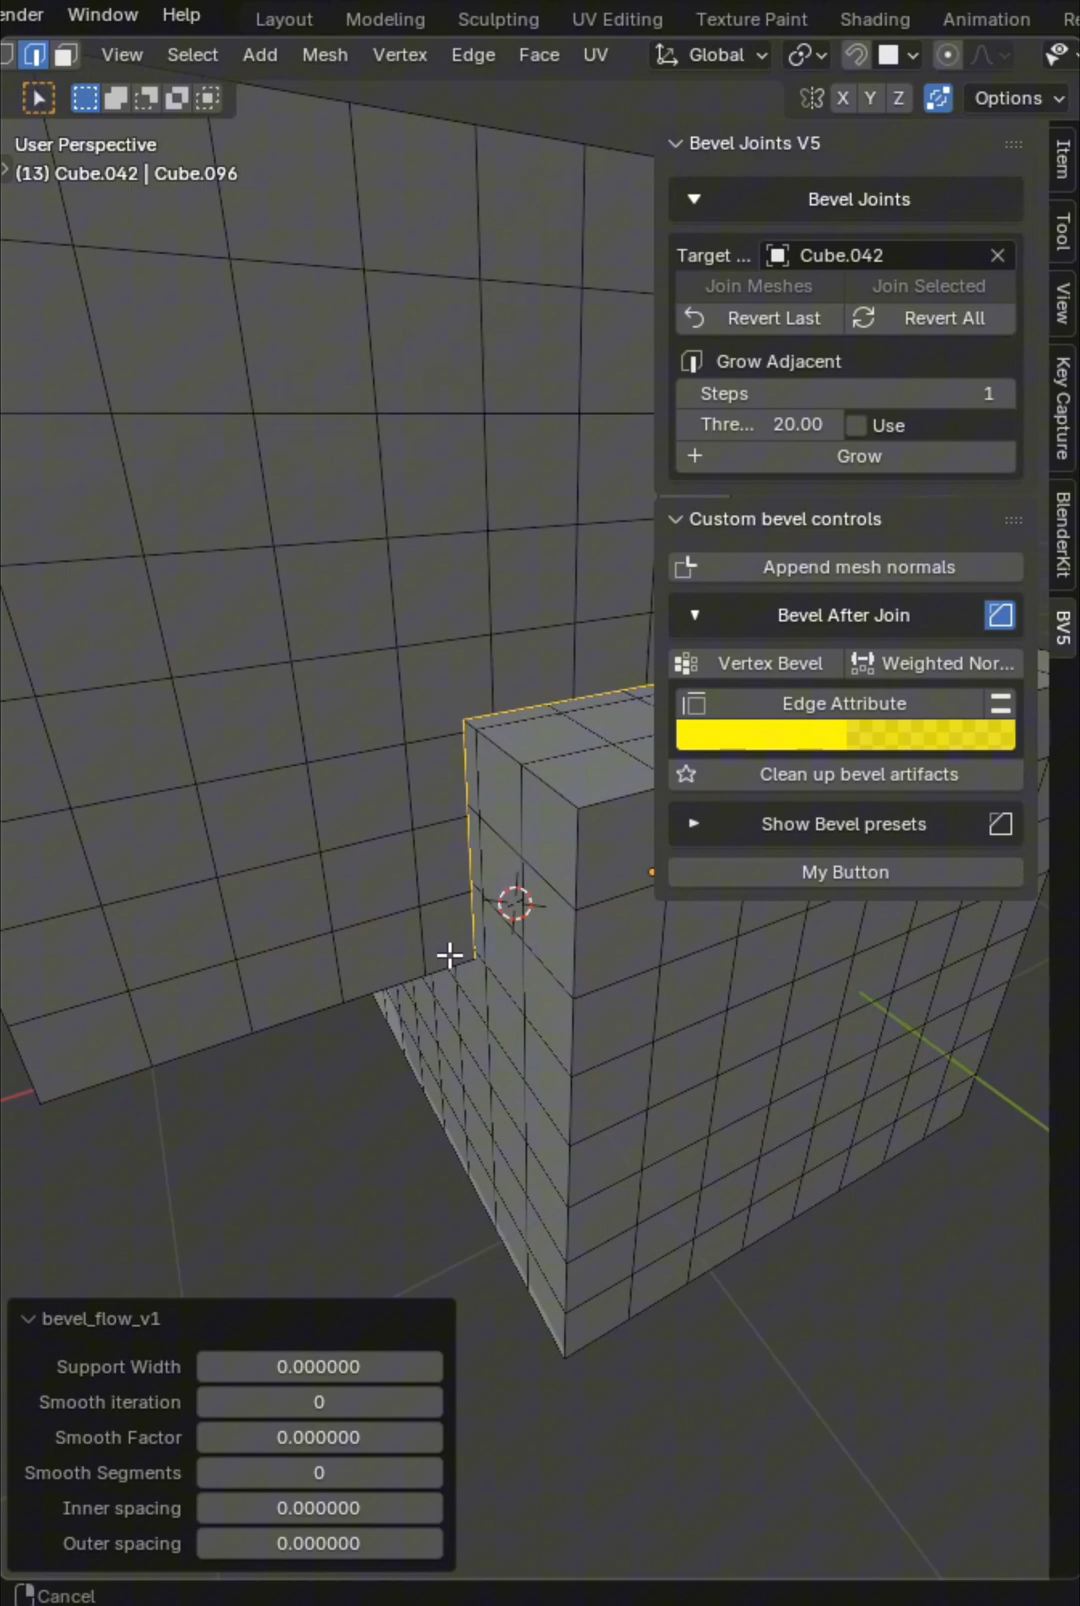 ender Window Help Layout Modeling Sculpting UV Editing Texture Paint Shading Animation Re
View Select Add Mesh Vertex Edge Face UV Global
X Y Z Options
User Perspective
(13) Cube.042 | Cube.096
Bevel Joints V5
Bevel Joints
Target ... Cube.042
Join Meshes Join Selected
Revert Last Revert All
Grow Adjacent
Steps 1
Thre... 20.00 Use
Grow
Custom bevel controls
Append mesh normals
Bevel After Join
Vertex Bevel Weighted Nor...
Edge Attribute
Clean up bevel artifacts
Show Bevel presets
My Button
Item
Tool
View
Key Capture
BlenderKit
BV5
bevel_flow_v1
Support Width 0.000000
Smooth iteration 0
Smooth Factor 0.000000
Smooth Segments 0
Inner spacing 0.000000
Outer spacing 0.000000
Cancel